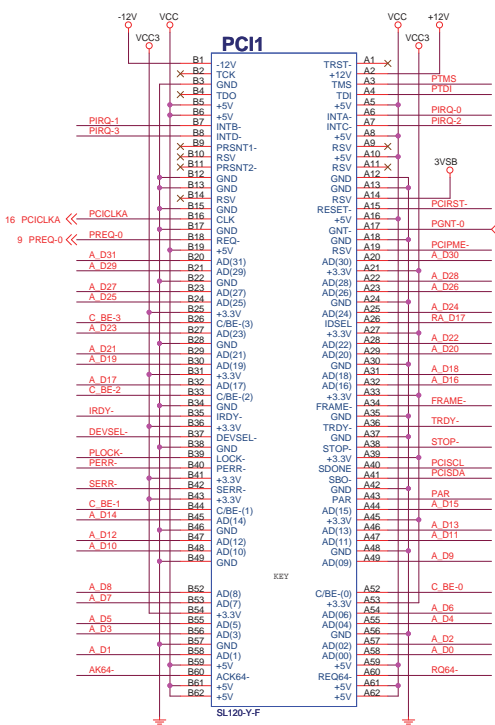 -12V VCC VCC +12V
VCC3 VCC3
PCI1
B1 -12V TRST- A1
B2 TCK +12V A2
B3 GND TMS A3 PTMS
B4 TDO TDI A4 PTDI
B5 +5V +5V A5
B6 +5V INTA- A6 PIRQ-0
PIRQ-1 B7 INTB- INTC- A7 PIRQ-2
PIRQ-3 B8 INTD- +5V A8
B9 PRSNT1- RSV A9
B10 RSV +5V A10
B11 PRSNT2- RSV A11 3VSB
B12 GND GND A12
B13 GND GND A13
B14 RSV RSV A14
B15 GND RESET- A15 PCIRST-
16 PCICLKA PCICLKA B16 CLK +5V A16
B17 GND GNT- A17 PGNT-0
9 PREQ-0 PREQ-0 B18 REQ- GND A18
B19 +5V RSV A19 PCIPME-
A_D31 B20 AD(31) AD(30) A20 A_D30
A_D29 B21 AD(29) +3.3V A21
B22 GND AD(28) A22 A_D28
A_D27 B23 AD(27) AD(26) A23 A_D26
A_D25 B24 AD(25) GND A24
B25 +3.3V AD(24) A25 A_D24
C_BE-3 B26 C/BE-(3) IDSEL A26 RA_D17
A_D23 B27 AD(23) +3.3V A27
B28 GND AD(22) A28 A_D22
A_D21 B29 AD(21) AD(20) A29 A_D20
A_D19 B30 AD(19) GND A30
B31 +3.3V AD(18) A31 A_D18
A_D17 B32 AD(17) AD(16) A32 A_D16
C_BE-2 B33 C/BE-(2) +3.3V A33
B34 GND FRAME- A34 FRAME-
IRDY- B35 IRDY- GND A35
B36 +3.3V TRDY- A36 TRDY-
DEVSEL- B37 DEVSEL- GND A37
B38 GND STOP- A38 STOP-
PLOCK- B39 LOCK- +3.3V A39
PERR- B40 PERR- SDONE A40 PCISCL
B41 +3.3V SBO- A41 PCISDA
SERR- B42 SERR- GND A42
B43 +3.3V PAR A43 PAR
C_BE-1 B44 C/BE-(1) AD(15) A44 A_D15
A_D14 B45 AD(14) +3.3V A45
B46 GND AD(13) A46 A_D13
A_D12 B47 AD(12) AD(11) A47 A_D11
A_D10 B48 AD(10) GND A48
B49 GND AD(09) A49 A_D9
KEY
A_D8 B52 AD(8) C/BE-(0) A52 C_BE-0
A_D7 B53 AD(7) +3.3V A53
B54 +3.3V AD(06) A54 A_D6
A_D5 B55 AD(5) AD(04) A55 A_D4
A_D3 B56 AD(3) GND A56
B57 GND AD(02) A57 A_D2
A_D1 B58 AD(1) AD(00) A58 A_D0
B59 +5V +5V A59
AK64- B60 ACK64- REQ64- A60 RQ64-
B61 +5V +5V A61
B62 +5V +5V A62
SL120-Y-F